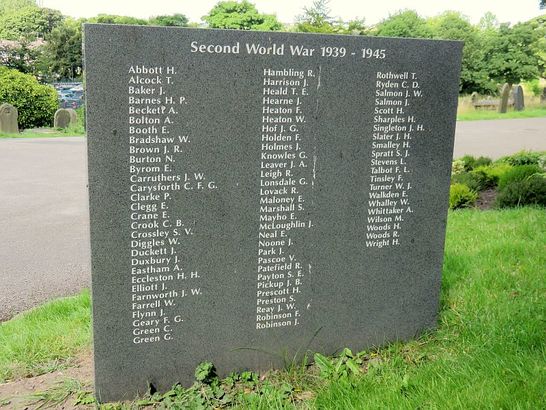 Second World War 1939 - 1945
Abbott H.
Alcock T.
Baker J.
Barnes H. P.
Beckett A.
Bolton A.
Booth E.
Bradshaw W.
Brown J. R.
Burton N.
Byrom E.
Carruthers J. W.
Carysforth C. F. G.
Clarke P.
Clegg E.
Crane E.
Crook C. B.
Crossley S. V.
Diggles W.
Duckett J.
Duxbury J.
Eastham A.
Eccleston H. H.
Elliott J.
Farnworth J. W.
Farrell W.
Flynn J.
Geary F. G.
Green C.
Green G.
Hambling R.
Harrison J.
Heald T. E.
Hearne J.
Heaton F.
Heaton W.
Hof J. G.
Holden F.
Holmes J.
Knowles G.
Leaver J. A.
Leigh R.
Lonsdale G.
Lovack R.
Maloney E.
Marshall S.
Mayho E.
McLoughlin J.
Neal E.
Noone J.
Park J.
Pascoe V.
Patefield R.
Payton S. E.
Pickup J. B.
Prescott H.
Preston S.
Reay J. W.
Robinson F.
Robinson J.
Rothwell T.
Ryden C. D.
Salmon J. W.
Salmon J.
Scott H.
Sharples H.
Singleton J. H.
Slater J. H.
Smalley H.
Spratt S. J.
Stevens L.
Talbot F. L.
Tinsley F.
Turner W. J.
Walkden E.
Whalley W.
Whittaker A.
Wilson M.
Woods H.
Woods R.
Wright H.